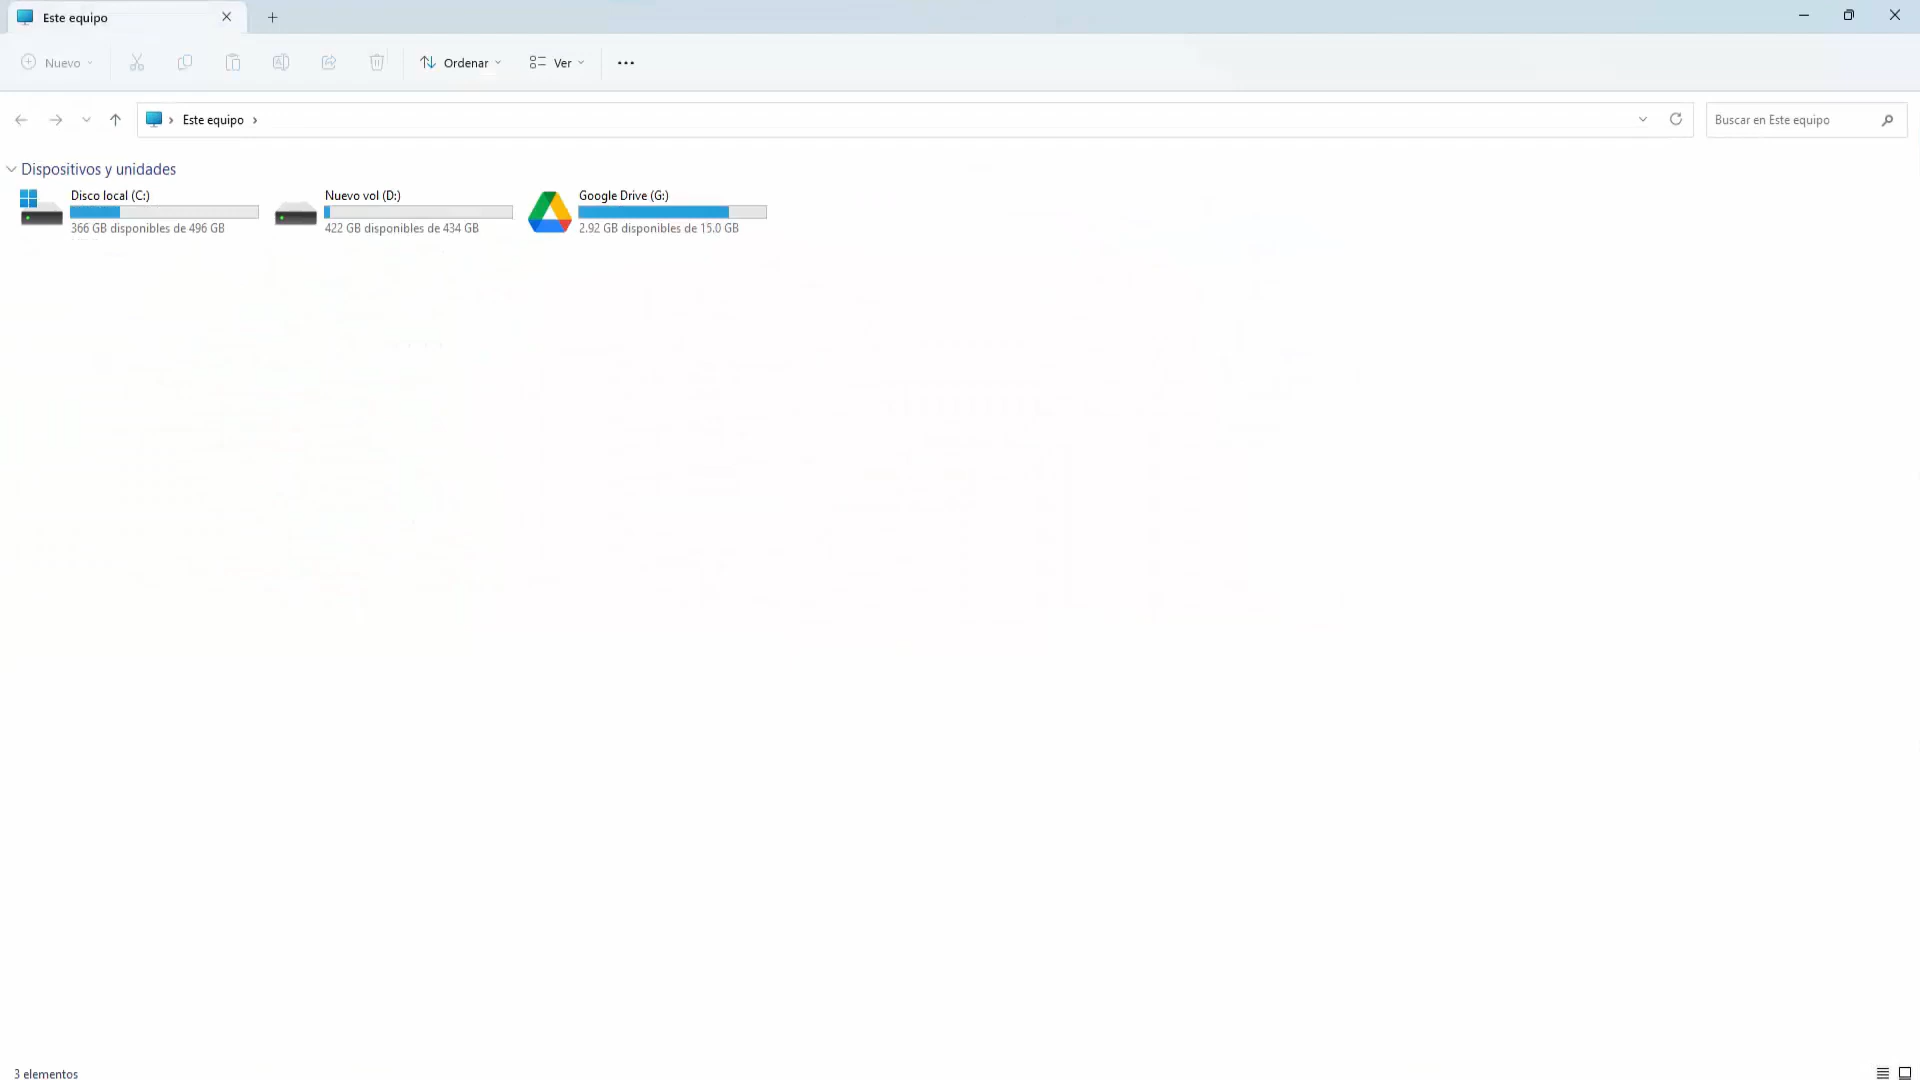 Este equipo
Nuevo
Ordenar
Ver
Este equipo
Buscar en Este equipo
Dispositivos y unidades
Disco local (C:)
366 GB disponibles de 496 GB
Nuevo vol (D:)
422 GB disponibles de 434 GB
Google Drive (G:)
2.92 GB disponibles de 15.0 GB
3 elementos